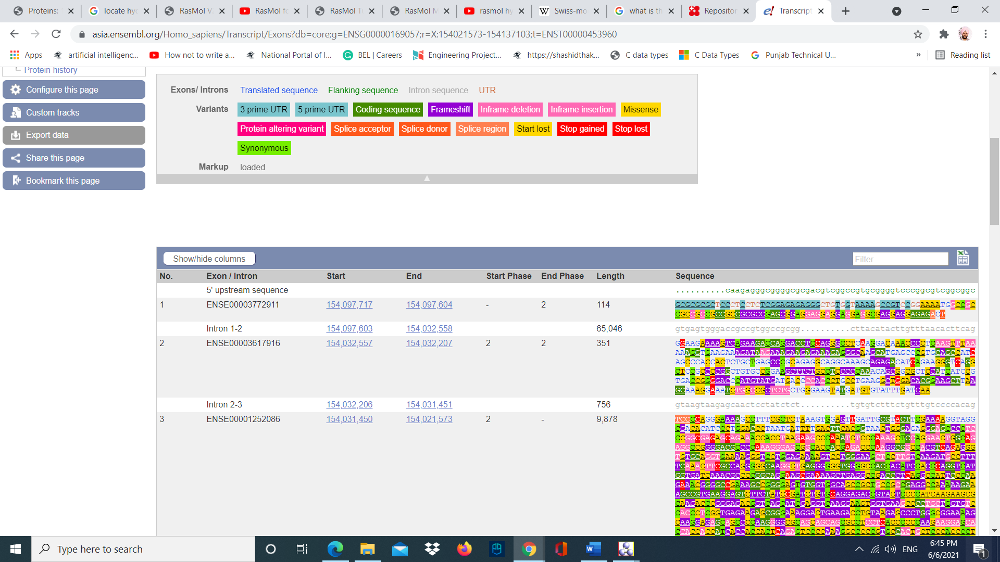 Proteins:
locate hyd
RasMol V
RasMol fo
RasMol Tu
RasMol M
rasmol hy
Swiss-mo
what is th
Repositor
Transcript
asia.ensembl.org/Homo_sapiens/Transcript/Exons?db=core;g=ENSG00000169057;r=X:154021573-154137103;t=ENST00000453960
Apps
artificial intelligenc...
How not to write a...
National Portal of I...
BEL | Careers
Engineering Project...
https://shashidthak...
C data types
C Data Types
Punjab Technical U...
»
Reading list
Protein history
Configure this page
Custom tracks
Export data
Share this page
Bookmark this page
Exons/ Introns Translated sequence Flanking sequence Intron sequence UTR
Variants 3 prime UTR 5 prime UTR Coding sequence Frameshift Inframe deletion Inframe insertion Missense
Protein altering variant Splice acceptor Splice donor Splice region Start lost Stop gained Stop lost
Synonymous
Markup loaded
Show/hide columns Filter
No. Exon / Intron Start End Start Phase End Phase Length Sequence
5' upstream sequence ..........caagagggcggggcgcgacgtcggccgtgcggggtcccggcgtcggcggc
1 ENSE00003772911 154,097,717 154,097,604 - 2 114 GCGCGCGCTCCCTCCTCTCGGAGAGAGGGCTGTGGTAAAAGCCGTCCGGAAAATGGCCGC
CGCCGCCGCCGCCGCGCCGAGCGGAGGAGGAGGAGGAGGCGAGGAGGAGAGACT
Intron 1-2 154,097,603 154,032,558 65,046 gtgagtgggaccgccgtggccgcgg..........cttacatacttgtttaacacttcag
2 ENSE00003617916 154,032,557 154,032,207 2 2 351 GGAAGAAAAGTCAGAAGACCAGGACCTCCAGGGCCTCAAGGACAAACCCCTCAAGTTTAA
AAAGGTGAAGAAAGATAAGAAAGAAGAGAAAGAGGGCAAGCATGAGCCCGTGCAGCCATC
AGCCCACCACTCTGCTGAGCCCGCAGAGGCAGGCAAAGCAGAGACATCAGAAGGGTCAGG
CTCCGCCCCGGCTGTGCCGGAAGCTTCTGCCTCCCCCAAACAGCGGCGCTCCATCATCCG
TGACCGGGGACCCATGTATGATGACCCCACCCTGCCTGAAGGCTGGACACGGAAGCTTAA
GCAAAGGAAATCTGGCCGCTCTGCTGGGAAGTATGATGTGTATTTGATCAA
Intron 2-3 154,032,206 154,031,451 756 gtaagtaagagcaactcctatctct..........tgtgtctttctgtttgtccccacag
3 ENSE00001252086 154,031,450 154,021,573 2 - 9,878 TCCCCAGGGAAAAGCCTTTCGCTCTAAAGTGGAGTTGATTGCGTACTTCGAAAAGGTAGG
CGACACATCCCTGGACCCTAATGATTTTGACTTCACGGTAACTGGGAGAGGGAGCCCCTC
CCGGCGAGAGCAGAAACCACCTAAGAAGCCCAAATCTCCCAAAGCTCCAGGAACTGGCAG
AGGCCGGGGACGCCCCAAAGGGAGCGGCACCACGAGACCCAAGGCGGCCACGTCAGAGGG
TGTGCAGGTGAAAAGGGTCCTGGAGAAAAGTCCTGGGAAGCTCCTTGTCAAGATGCCTTT
TCAAACTTCGCCAGGGGGCAAGGCTGAGGGGGGTGGGGCCACCACATCCACCCAGGTCAT
GGTGATCAAACGCCCCGGCAGGAAGCGAAAAGCTGAGGCCGACCCTCAGGCCATTCCCAA
GAAACGGGGCCGAAAGCCGGGGAGTGTGGTGGCAGCCGCTGCCGCCGAGGCCAAAAAGAA
AGCCGTGAAGGAGTCTTCTATCCGATCTGTGCAGGAGACCGTACTCCCCATCAAGAAGCG
CAAGACCCGGGAGACGGTCAGCATCGAGGTCAAGGAAGTGGTGAAGCCCCTGCTGGTGTC
CACCCTCGGTGAGAAGAGCGGGAAAGGACTGAAGACCTGTAAGAGCCCTGGGCGGAAAAG
CAAGGAGAGCAGCCCCAAGGGGCGCAGCAGCAGCGCCTCCTCACCCCCCAAGAAGGAGCA
CCACCACCATCACCACCACTCAGAGTCCCCAAAGGCCCCCGTGCCACTGCTCCCACCCCT
Type here to search
ENG
6:45 PM
6/6/2021
1